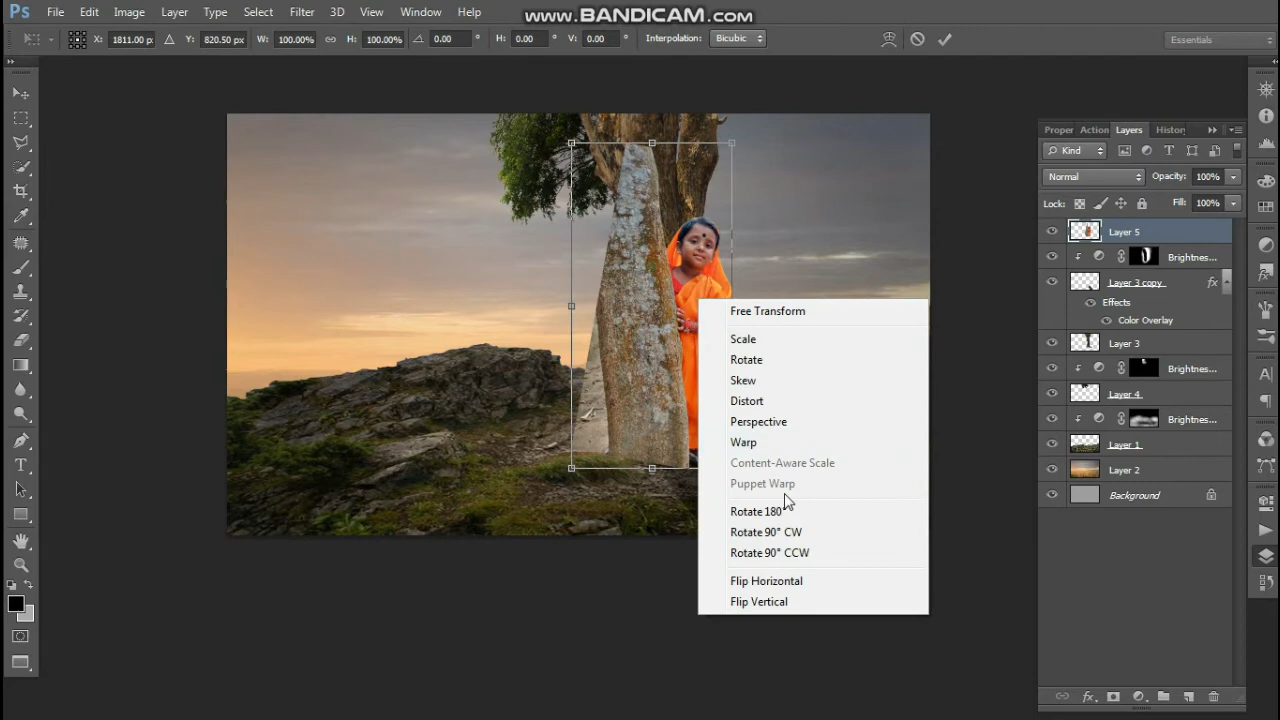 Ps File Edit Image Layer Type Select Filter 3D View Window Help
www.BANDICAM.com
X: 1811.00 px Y: 820.50 px W: 100.00% H: 100.00% 0.00 ° H: 0.00 ° V: 0.00 ° Interpolation: Bicubic Essentials
Proper Action Layers Histor
Kind
Normal Opacity: 100%
Lock: Fill: 100%
Layer 5
Brightnes...
Layer 3 copy fx
Effects
Color Overlay
Layer 3
Brightnes...
Layer 4
Brightnes...
Layer 1
Layer 2
Background
Free Transform
Scale
Rotate
Skew
Distort
Perspective
Warp
Content-Aware Scale
Puppet Warp
Rotate 180
Rotate 90° CW
Rotate 90° CCW
Flip Horizontal
Flip Vertical